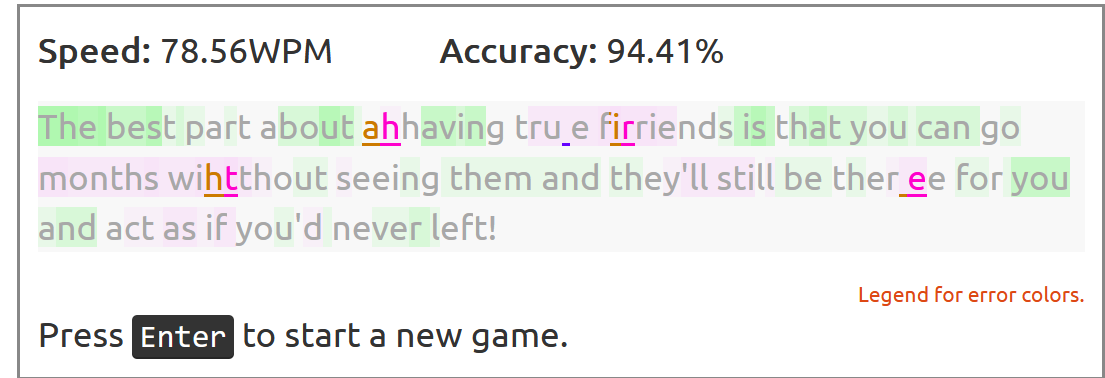 Speed: 78.56WPM Accuracy: 94.41%
The best part about ahhaving tru e firriends is that you can go
months wihtthout seeing them and they'll still be ther ee for you
and act as if you'd never left!
Legend for error colors.
Press Enter to start a new game.